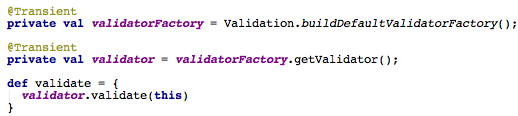 @Transient
private val validatorFactory = Validation.buildDefaultValidatorFactory();
@Transient
private val validator = validatorFactory.getValidator();
def validate = {
validator.validate(this)
}